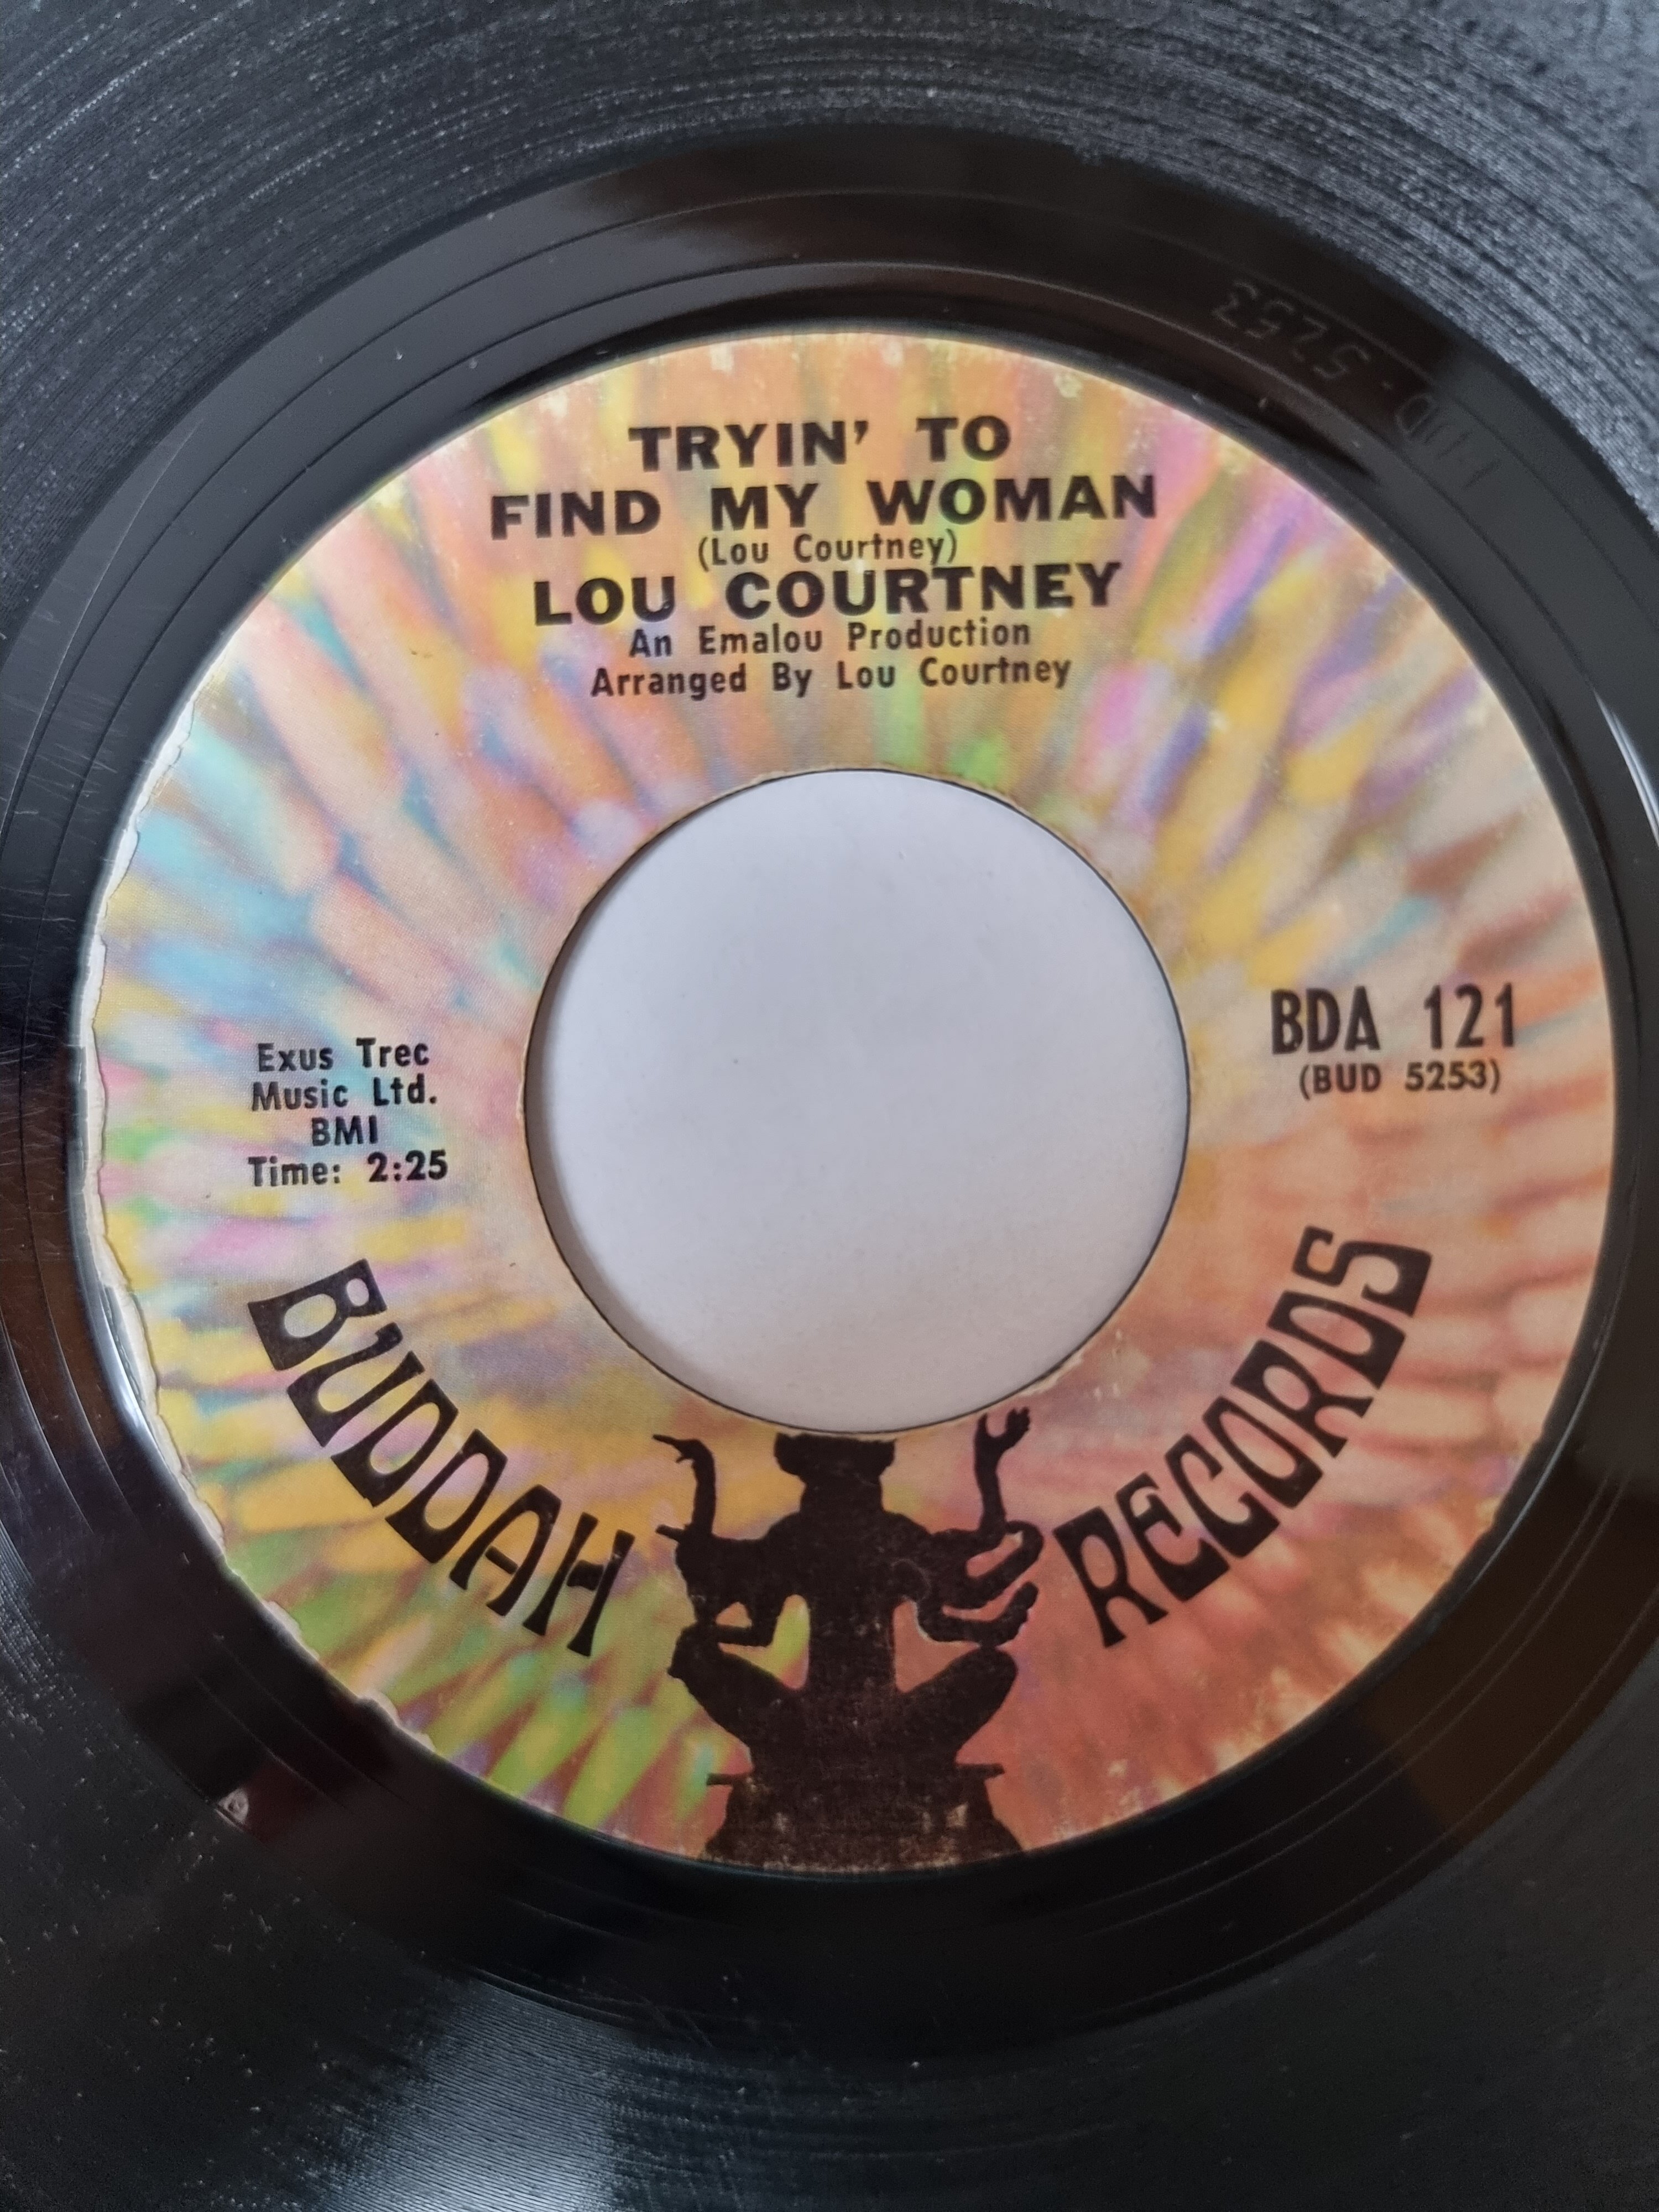 TRYIN' TO
FIND MY WOMAN
(Lou Courtney)
LOU COURTNEY
An Emalou Production
Arranged By Lou Courtney
Exus Trec
Music Ltd.
BMI
Time: 2:25
BDA 121
(BUD 5253)
BUDDAH RECORDS
5253